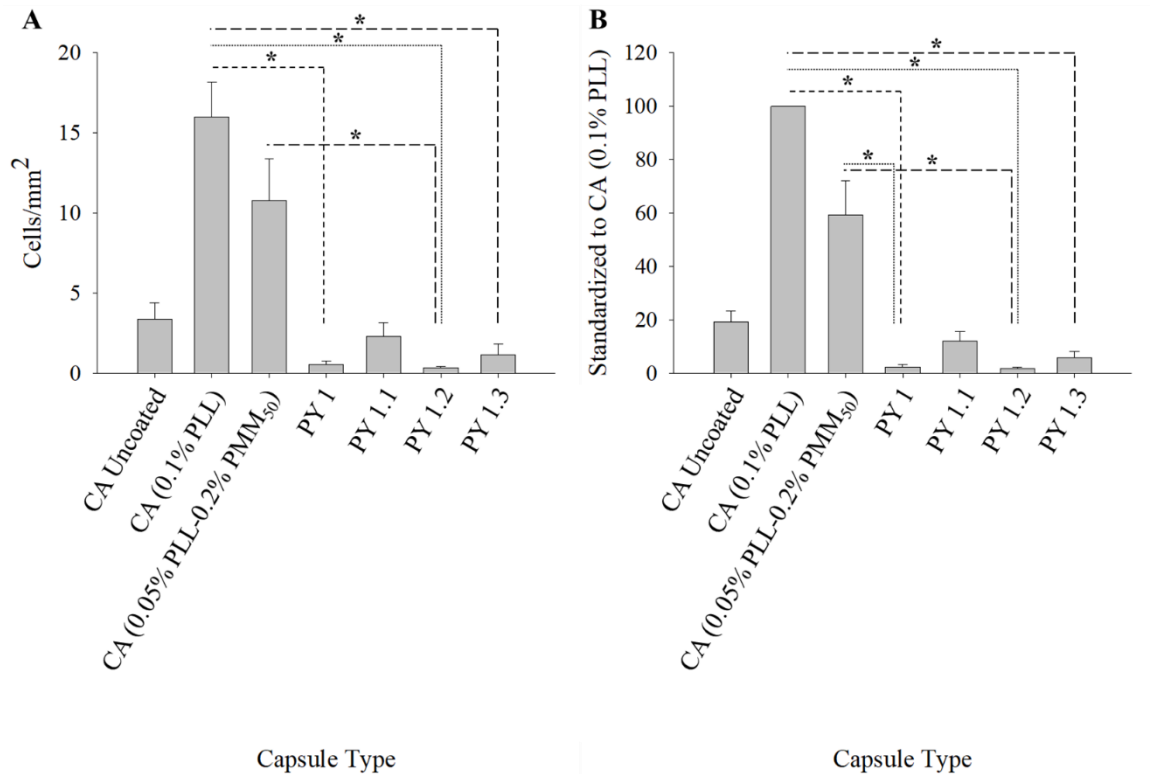 A
*
*
*
*
20
15
10
5
0
Cells/mm²
CA Uncoated
CA (0.1% PLL)
CA (0.05% PLL-0.2% PMM₅₀)
PY 1
PY 1.1
PY 1.2
PY 1.3
Capsule Type
B
*
*
*
*
*
120
100
80
60
40
20
0
Standardized to CA (0.1% PLL)
CA Uncoated
CA (0.1% PLL)
CA (0.05% PLL-0.2% PMM₅₀)
PY 1
PY 1.1
PY 1.2
PY 1.3
Capsule Type